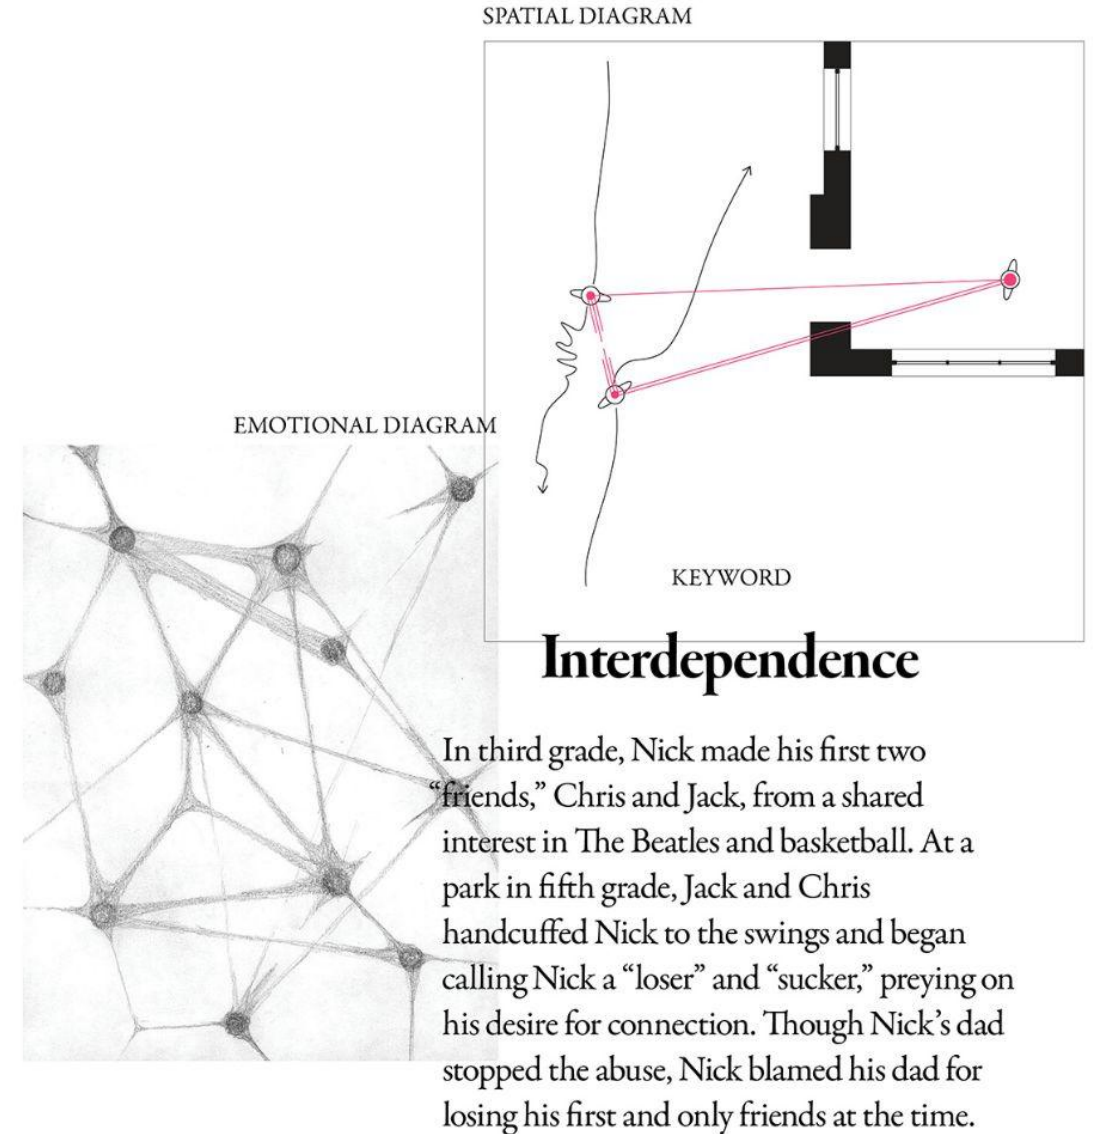 SPATIAL DIAGRAM
EMOTIONAL DIAGRAM
KEYWORD
Interdependence
In third grade, Nick made his first two
“friends,” Chris and Jack, from a shared
interest in The Beatles and basketball. At a
park in fifth grade, Jack and Chris
handcuffed Nick to the swings and began
calling Nick a “loser” and “sucker,” preying on
his desire for connection. Though Nick’s dad
stopped the abuse, Nick blamed his dad for
losing his first and only friends at the time.